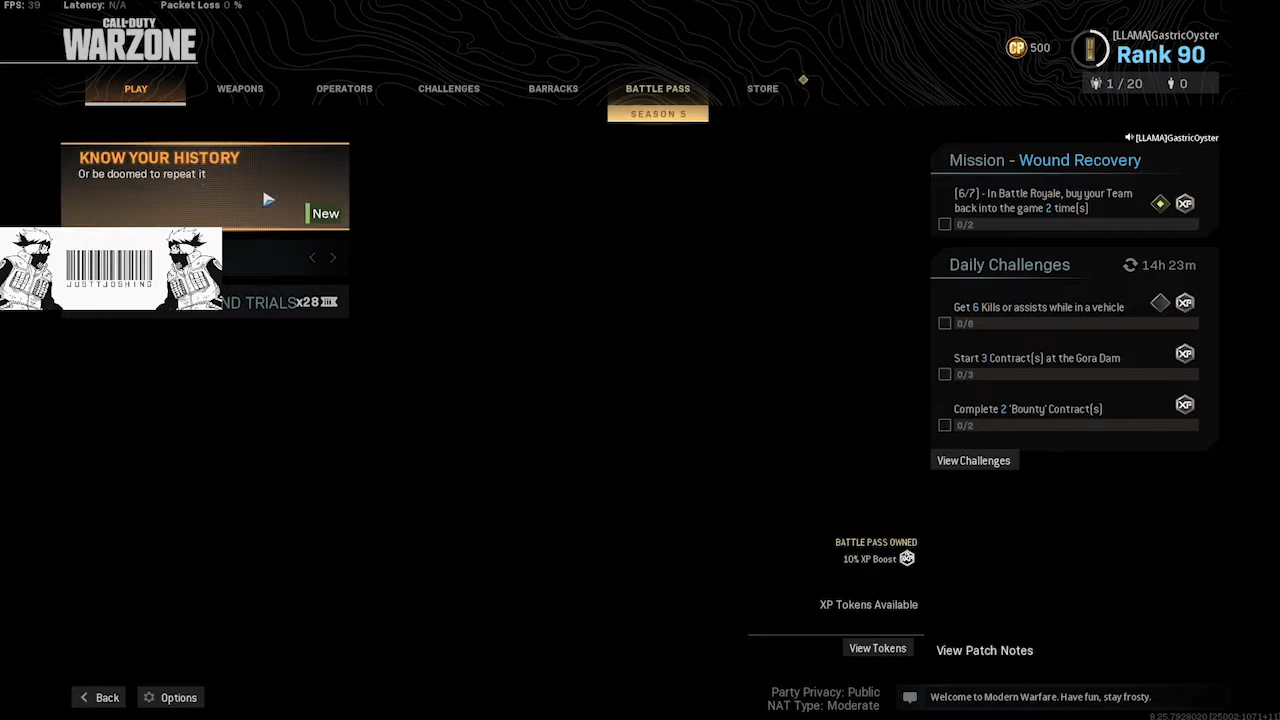 FPS: 39 Latency: N/A Packet Loss 0 %
CALL OF DUTY
WARZONE
CP 500
[LLAMA]GastricOyster
Rank 90
1 / 20 0
PLAY WEAPONS OPERATORS CHALLENGES BARRACKS BATTLE PASS STORE
SEASON 5
[LLAMA]GastricOyster
KNOW YOUR HISTORY
Or be doomed to repeat it
New
JUSTTJOSHING
ND TRIALS x28
Mission - Wound Recovery
[6/7] - In Battle Royale, buy your Team
back into the game 2 time(s)
XP
0/2
Daily Challenges 14h 23m
Get 6 Kills or assists while in a vehicle
XP
0/6
Start 3 Contract(s) at the Gora Dam
XP
0/3
Complete 2 'Bounty' Contract(s)
XP
0/2
View Challenges
BATTLE PASS OWNED
10% XP Boost
XP Tokens Available
View Tokens
View Patch Notes
Back Options
Party Privacy: Public
NAT Type: Moderate
Welcome to Modern Warfare. Have fun, stay frosty.